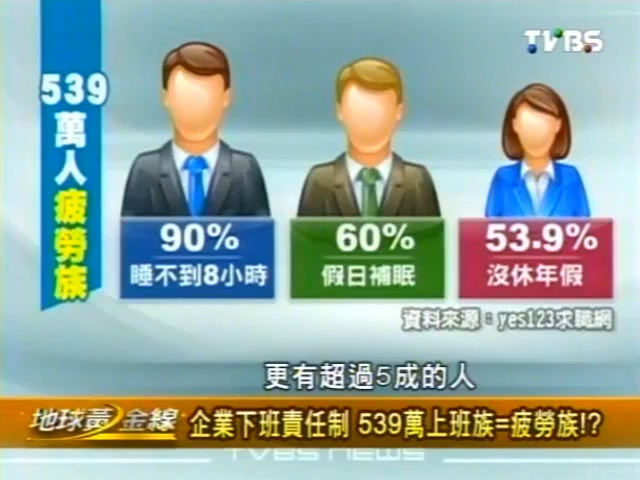 TVBS
539萬人疲勞族
90%
睡不到8小時
60%
假日補眠
53.9%
沒休年假
資料來源：yes123求職網
更有超過5成的人
地球黃金線
企業下班責任制 539萬上班族=疲勞族!?
TVBS NEWS